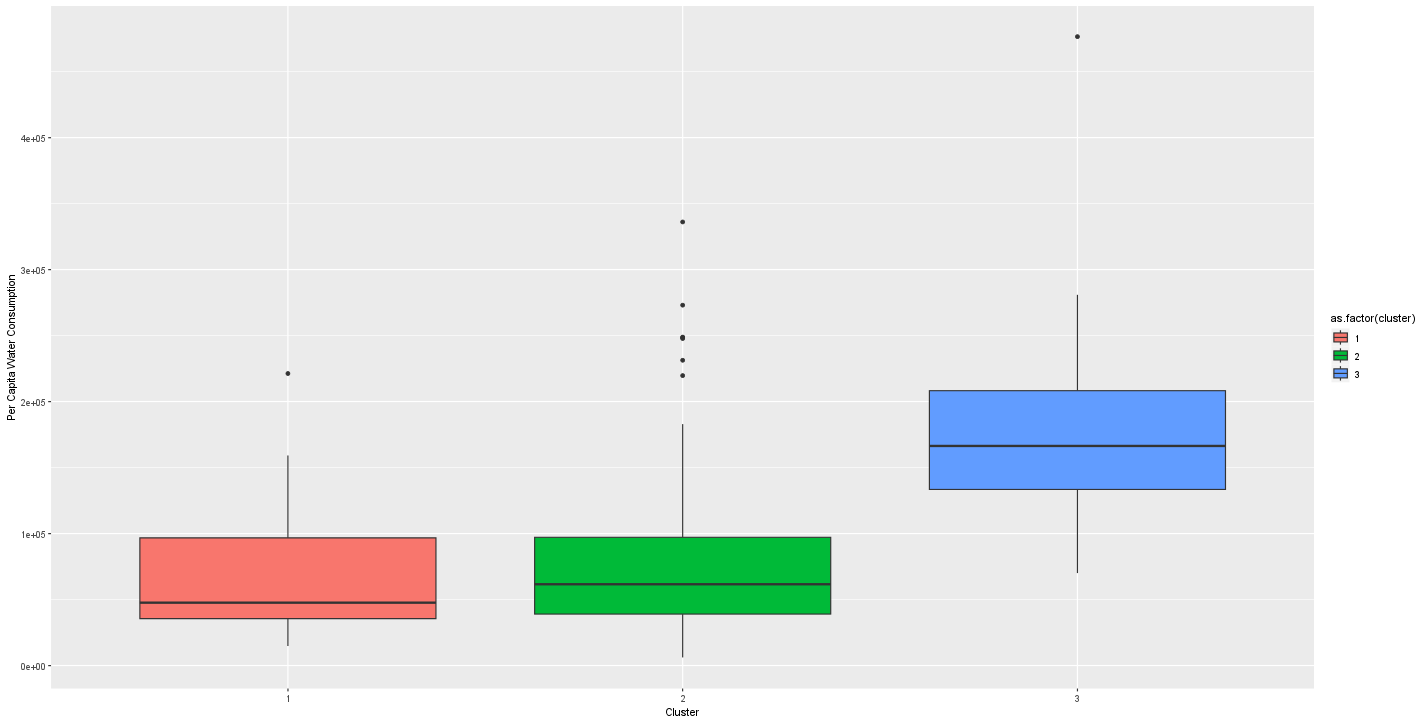 Per Capita Water Consumption
4e+05
3e+05
2e+05
1e+05
0e+00
1
2
3
Cluster
as.factor(cluster)
1
2
3